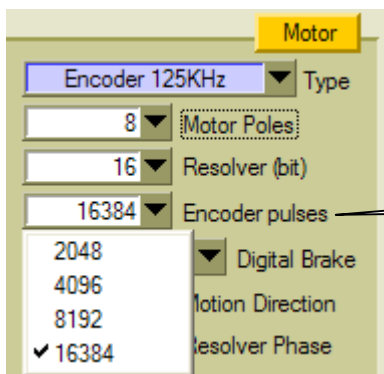 Motor
Encoder 125KHz Type
8 Motor Poles
16 Resolver (bit)
16384 Encoder pulses
2048
Digital Brake
4096
8192
Motion Direction
16384
Resolver Phase